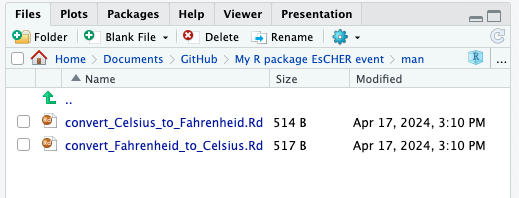 Files Plots Packages Help Viewer Presentation
Folder Blank File Delete Rename
Home Documents GitHub My R package EsCHER event man ...
Name Size Modified
..
convert_Celsius_to_Fahrenheid.Rd 514 B Apr 17, 2024, 3:10 PM
convert_Fahrenheid_to_Celsius.Rd 517 B Apr 17, 2024, 3:10 PM